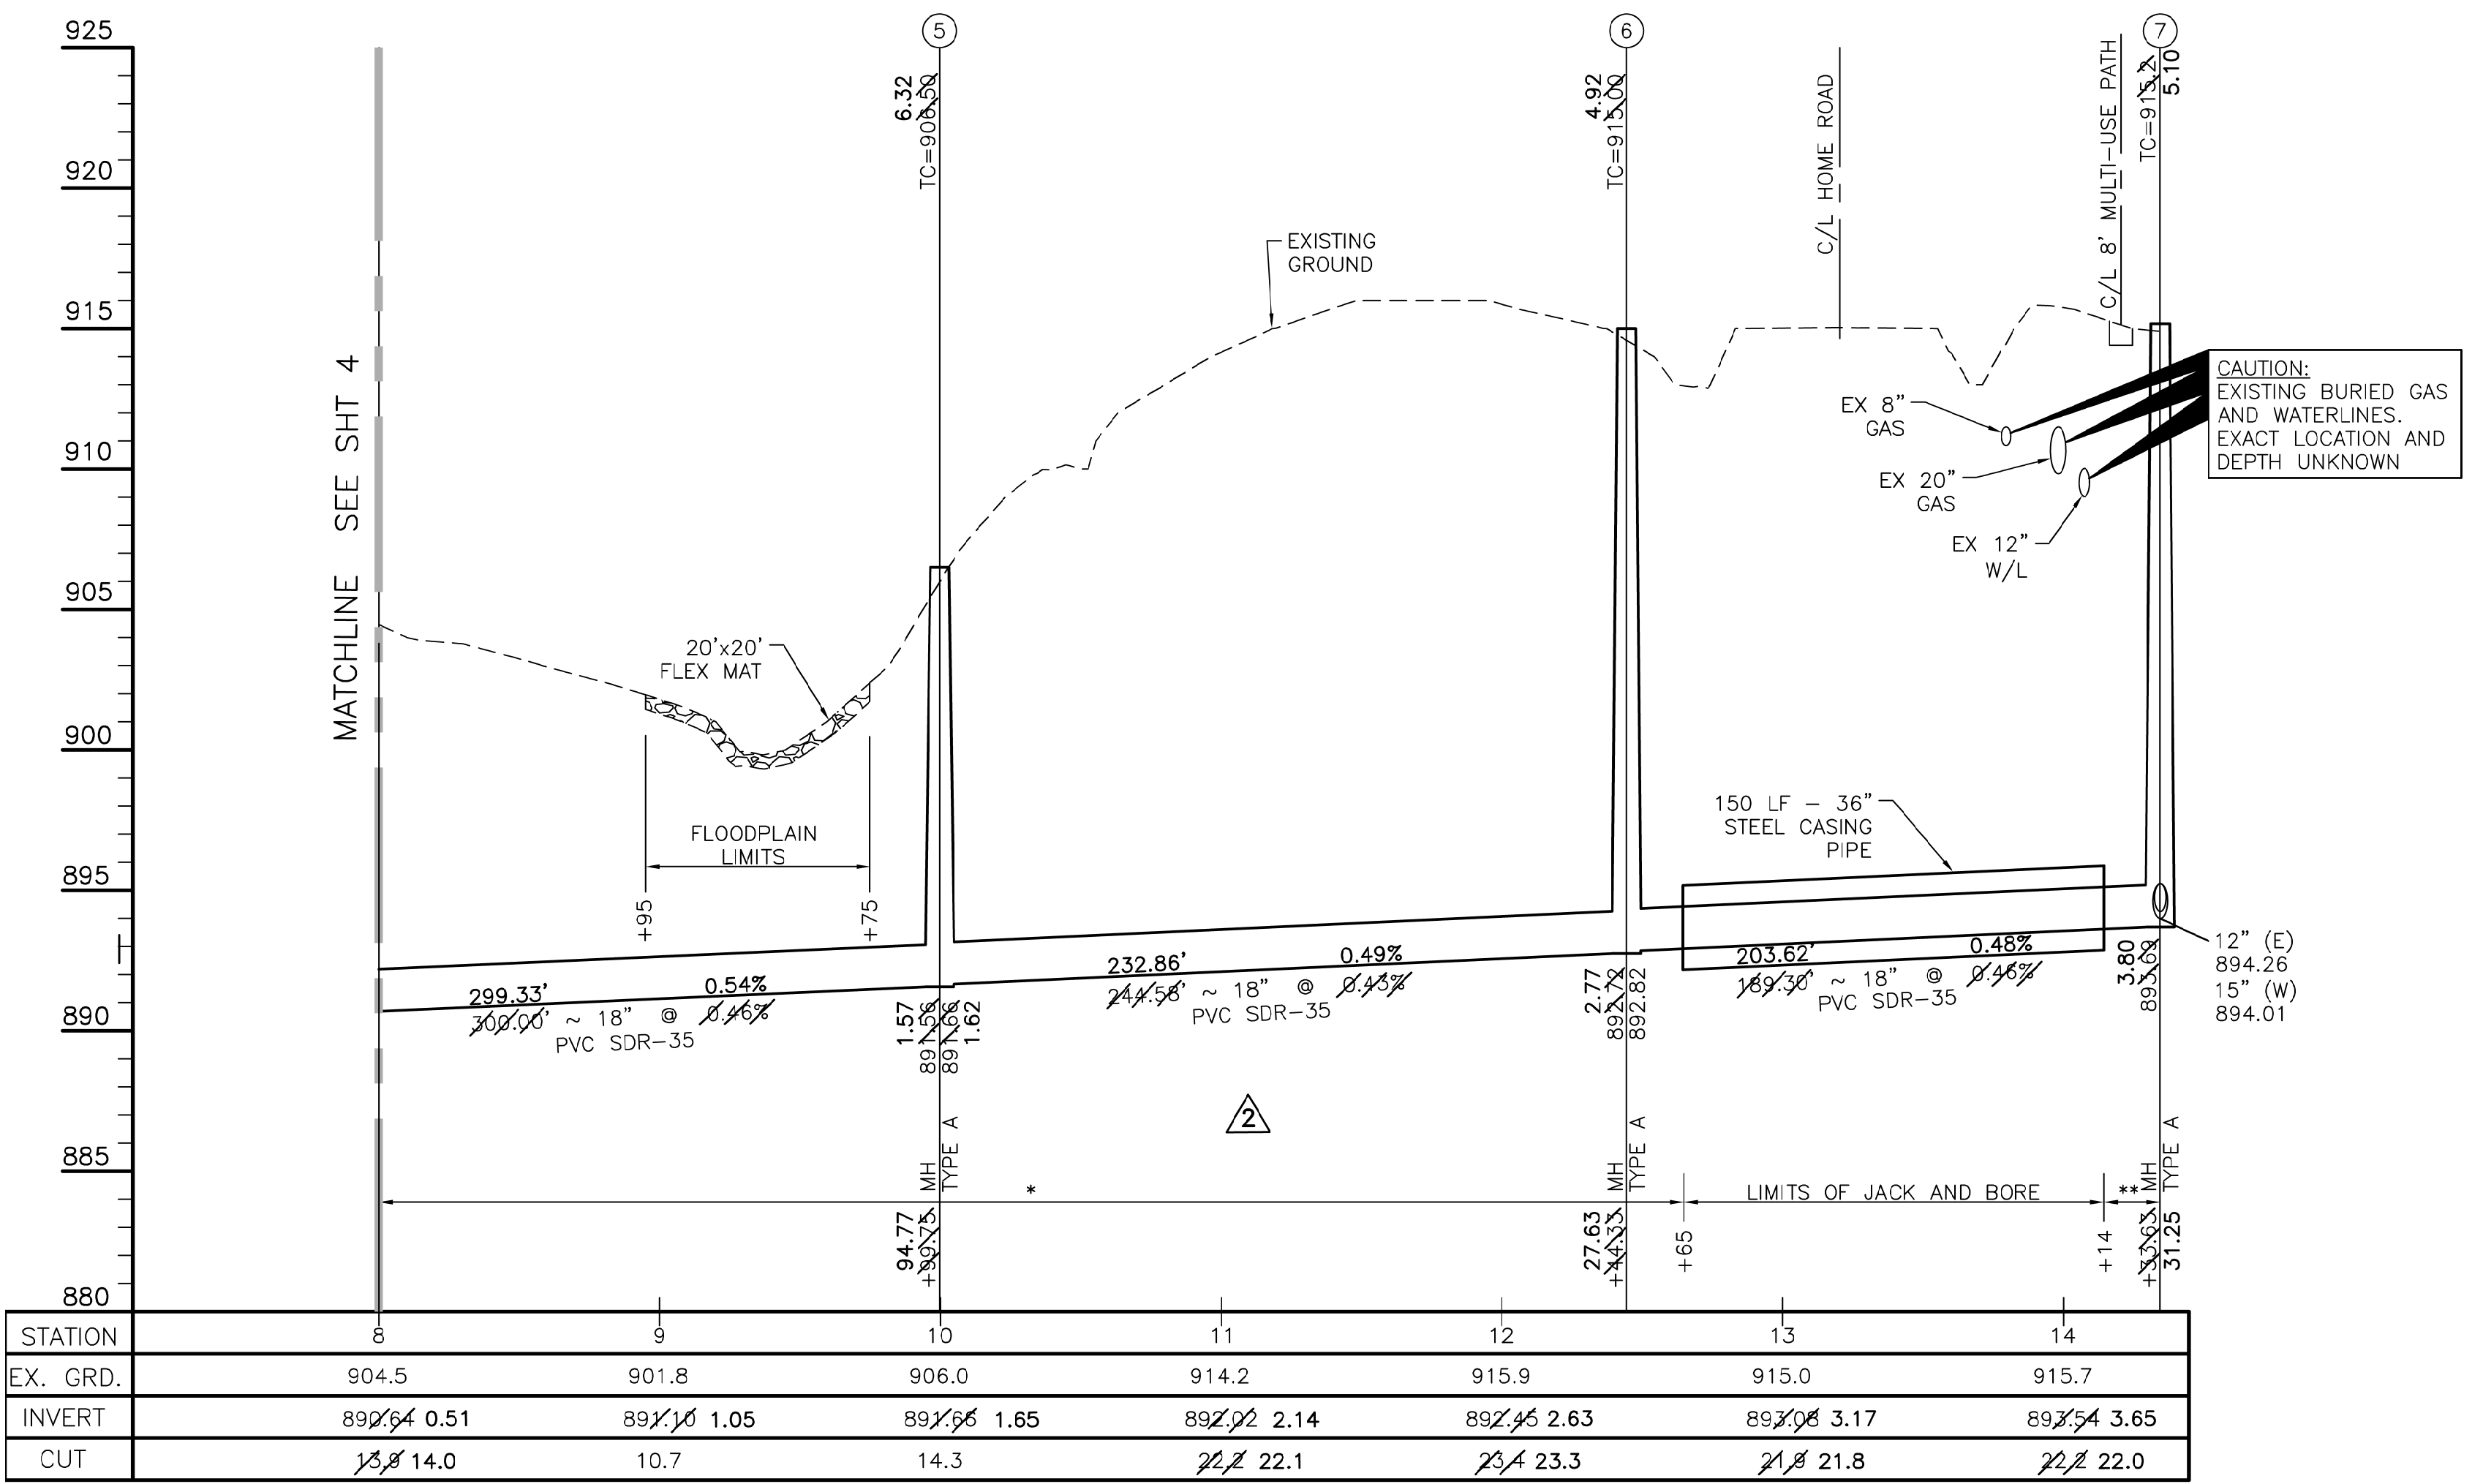 925
920
915
910
905
900
895
890
885
880
MATCHLINE SEE SHT 4
5
6.32
TC=906.50
6
4.92
TC=915.00
C/L HOME ROAD
C/L 8' MULTI-USE PATH
7
TC=915.2
5.10
EXISTING
GROUND
CAUTION:
EXISTING BURIED GAS
AND WATERLINES.
EXACT LOCATION AND
DEPTH UNKNOWN
EX 8"
GAS
EX 20"
GAS
EX 12"
W/L
20'x20'
FLEX MAT
FLOODPLAIN
LIMITS
+95
+75
150 LF - 36"
STEEL CASING
PIPE
299.33' 0.54%
300.00' ~ 18" @ 0.46%
PVC SDR-35
1.57
891.56
891.66
1.62
232.86' 0.49%
244.58' ~ 18" @ 0.43%
PVC SDR-35
2.77
892.72
892.82
203.62' 0.48%
189.30' ~ 18" @ 0.46%
PVC SDR-35
3.80
893.69
12" (E)
894.26
15" (W)
894.01
2
MH
TYPE A
94.77
+99.75
*
MH
TYPE A
27.63
+44.33
+65
LIMITS OF JACK AND BORE
+14
**
MH
TYPE A
+33.63
31.25
STATION 8 9 10 11 12 13 14
EX. GRD. 904.5 901.8 906.0 914.2 915.9 915.0 915.7
INVERT 890.64 0.51 891.10 1.05 891.66 1.65 892.02 2.14 892.45 2.63 893.08 3.17 893.54 3.65
CUT 13.9 14.0 10.7 14.3 22.2 22.1 23.4 23.3 21.9 21.8 22.2 22.0